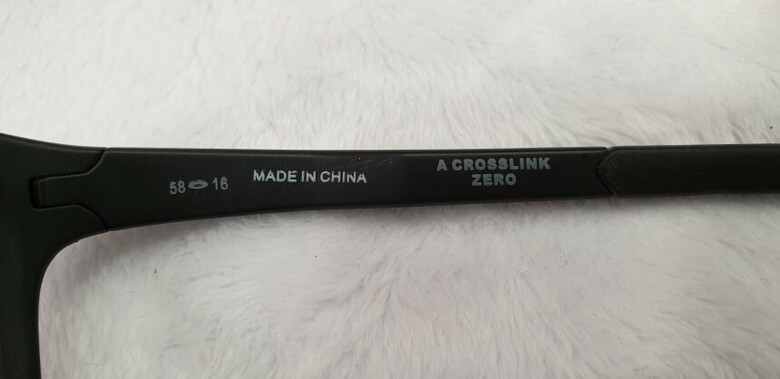 58 16
MADE IN CHINA
A CROSSLINK
ZERO